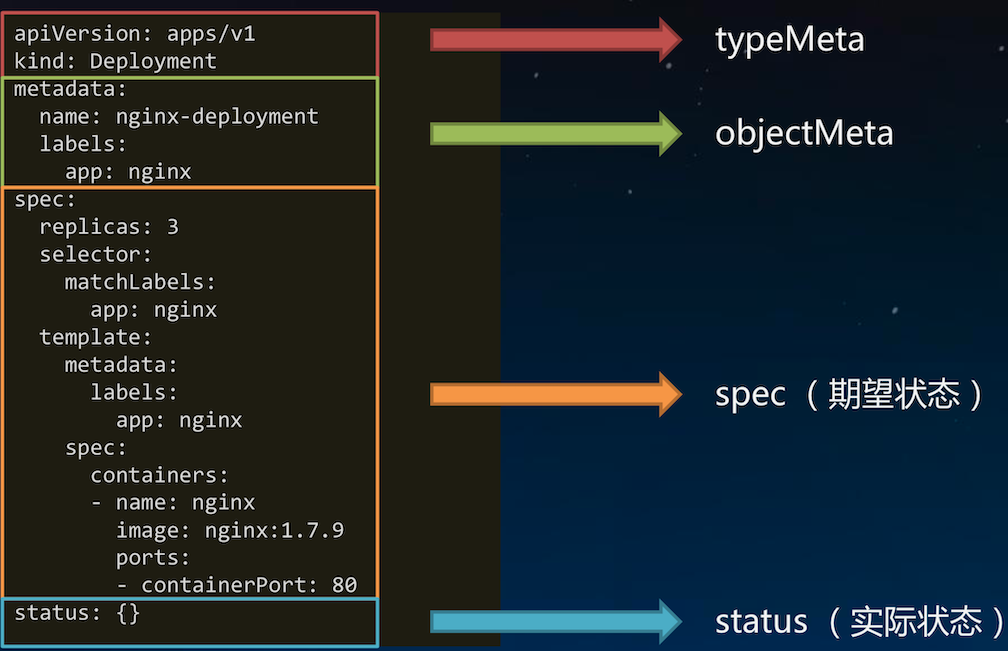 apiVersion: apps/v1
kind: Deployment
metadata:
  name: nginx-deployment
  labels:
    app: nginx
spec:
  replicas: 3
  selector:
    matchLabels:
      app: nginx
  template:
    metadata:
      labels:
        app: nginx
    spec:
      containers:
      - name: nginx
        image: nginx:1.7.9
        ports:
        - containerPort: 80
status: {}
typeMeta
objectMeta
spec（期望状态）
status（实际状态）